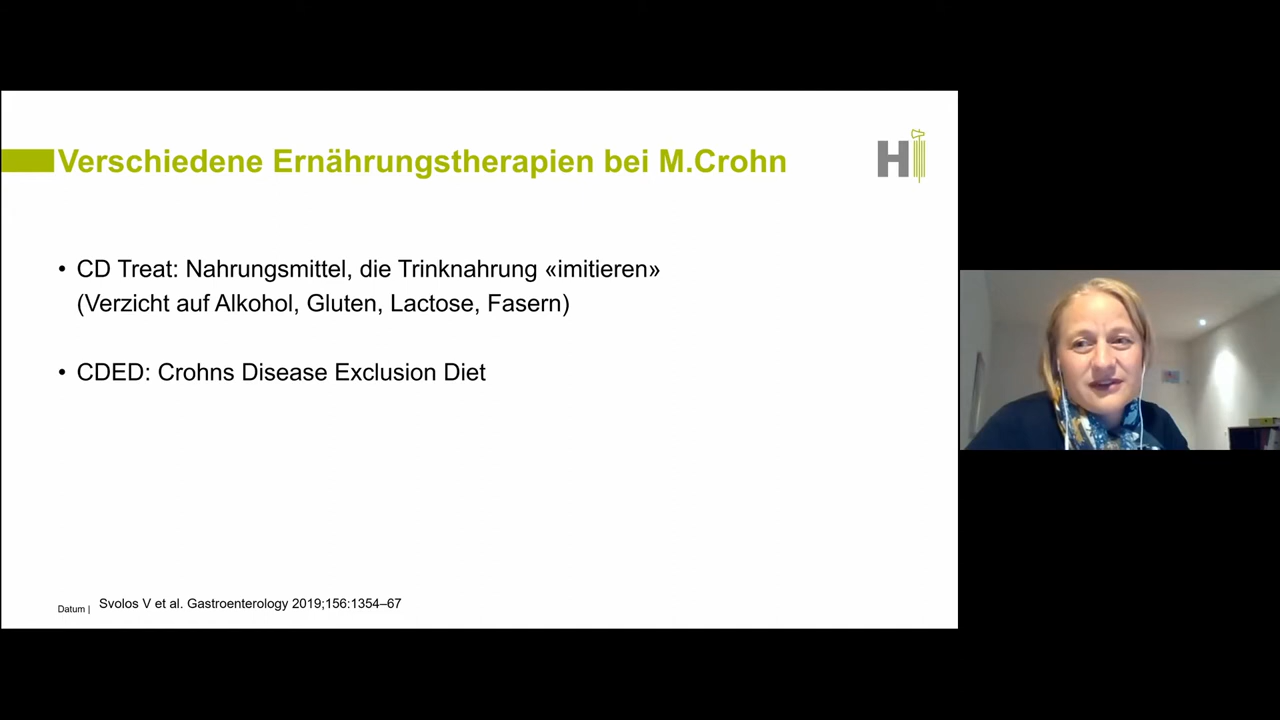 Verschiedene Ernährungstherapien bei M.Crohn
H
• CD Treat: Nahrungsmittel, die Trinknahrung «imitieren»
(Verzicht auf Alkohol, Gluten, Lactose, Fasern)
• CDED: Crohns Disease Exclusion Diet
Datum | Svolos V et al. Gastroenterology 2019;156:1354–67